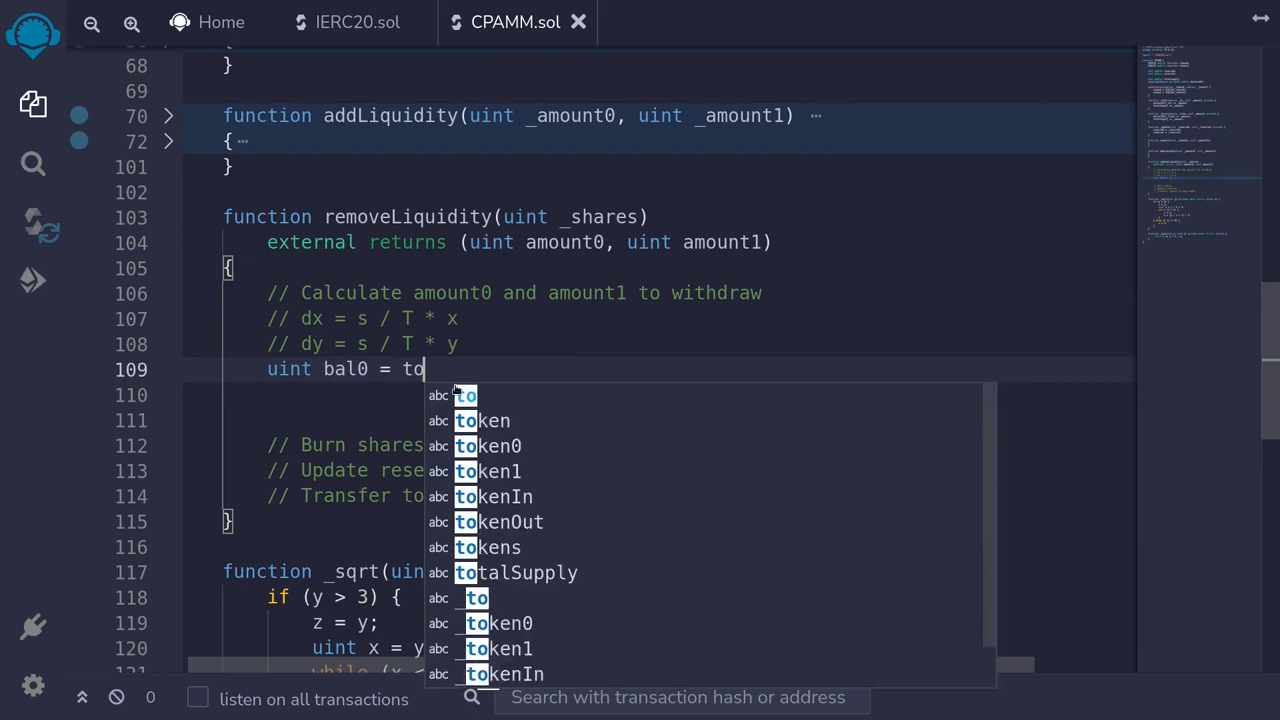 Home
IERC20.sol
CPAMM.sol
68 }
69
70 function addLiquidity(uint _amount0, uint _amount1) ⋯
72 {⋯
101 }
102
103 function removeLiquidity(uint _shares)
104 external returns (uint amount0, uint amount1)
105 {
106 // Calculate amount0 and amount1 to withdraw
107 // dx = s / T * x
108 // dy = s / T * y
109 uint bal0 = to
110 abc to
abc token
111
112 // Burn shares abc token0
113 // Update rese abc token1
114 // Transfer to abc tokenIn
115 } abc tokenOut
116 abc tokens
117 function _sqrt(uin abc totalSupply
118 if (y > 3) { abc _to
119 z = y; abc _token0
120 uint x = y abc _token1
121 while (x < abc _tokenIn
0 listen on all transactions Search with transaction hash or address